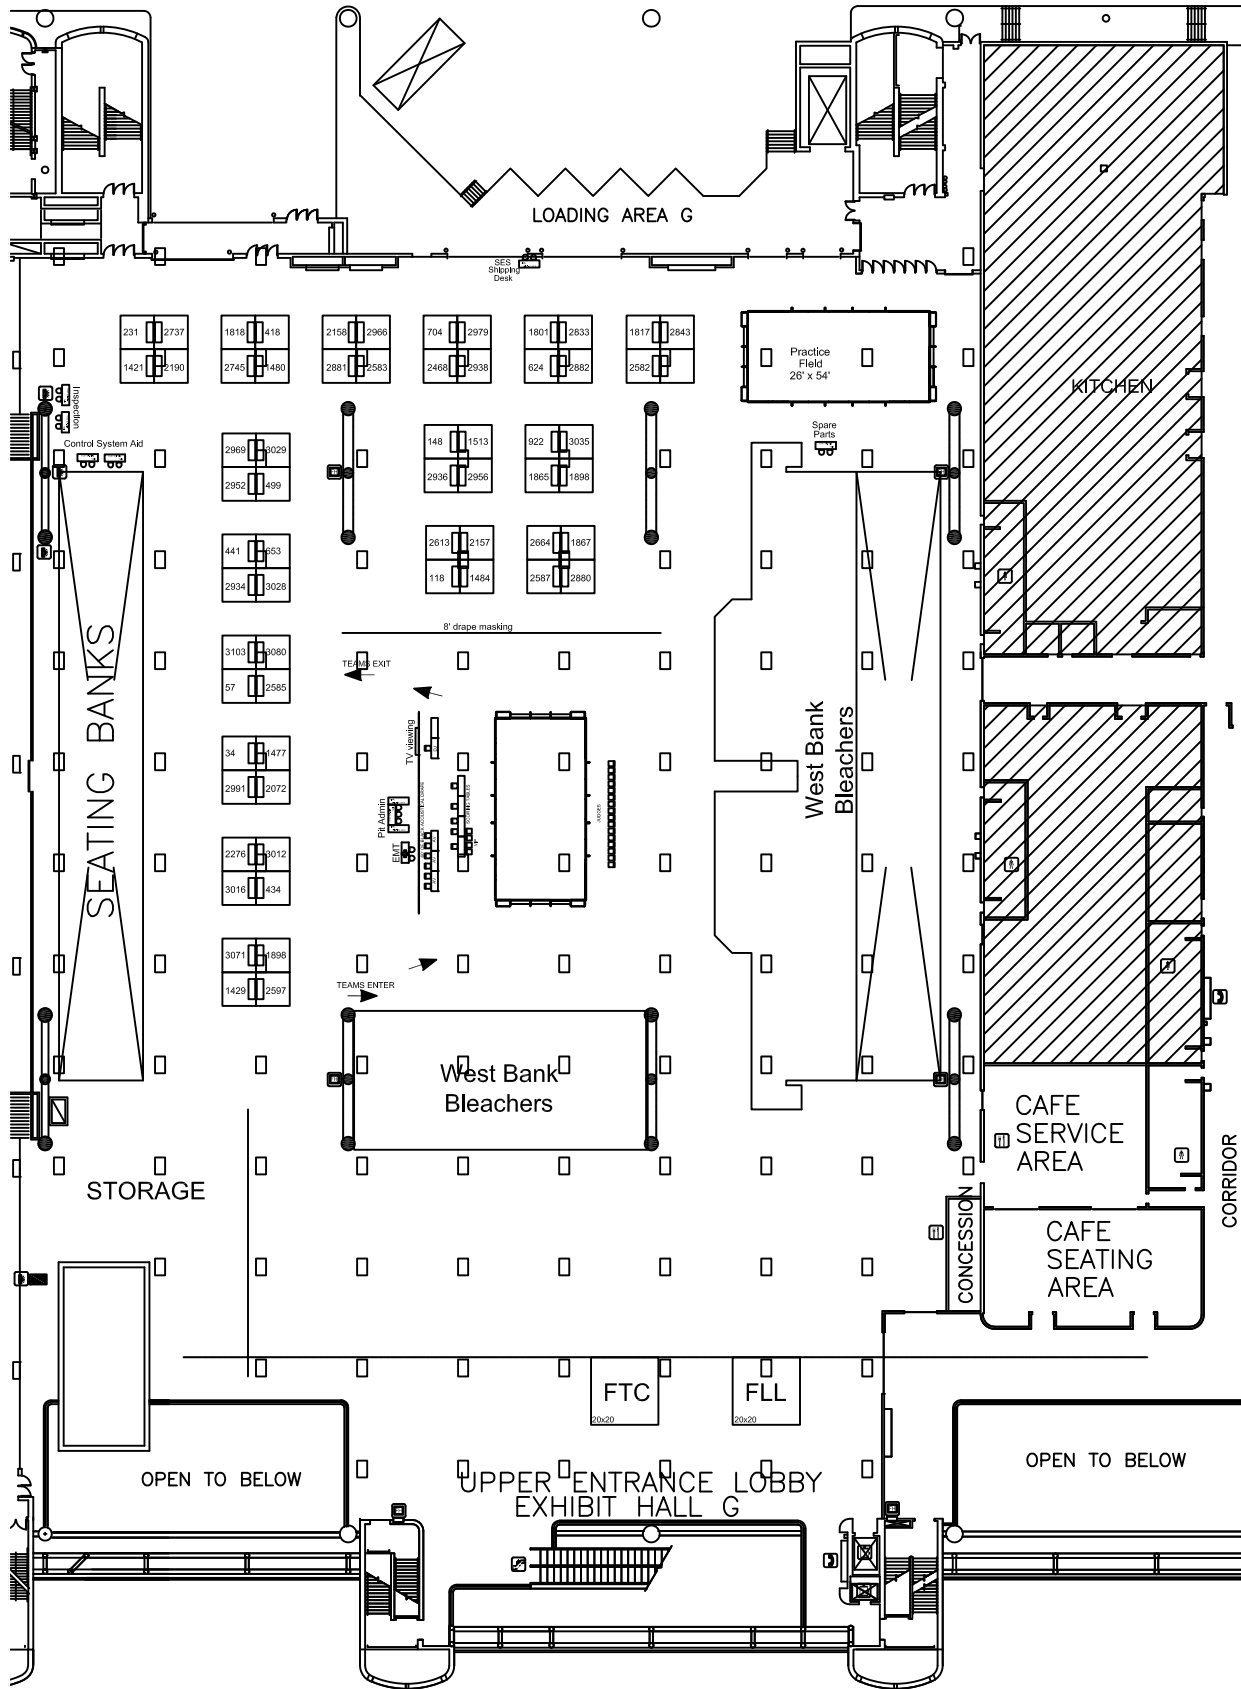 LOADING AREA G
SES
Shipping
Desk
231 2737
1421 2190
1818 418
2745 1480
2158 2966
2881 2583
704 2979
2468 2938
1801 2833
624 2882
1817 2843
2582
Practice
Field
26' x 54'
KITCHEN
Inspection
Control System Aid
Spare
Parts
2969 3029
2952 499
148 1513
2936 2956
922 3035
1865 1898
441 653
2934 3028
2613 2157
118 1484
2664 1867
2587 2880
8' drape masking
3103 3080
57 2585
TEAMS EXIT
SEATING BANKS
West Bank
Bleachers
TV viewing
34 1477
2991 2072
Pit Admin
EMT
SCORING TABLES
JUDGES
2276 3012
3016 434
3071 1898
1429 2597
TEAMS ENTER
West Bank
Bleachers
CAFE
SERVICE
AREA
CORRIDOR
STORAGE
CONCESSION
CAFE
SEATING
AREA
FTC
20x20
FLL
20x20
OPEN TO BELOW
UPPER ENTRANCE LOBBY
EXHIBIT HALL G
OPEN TO BELOW